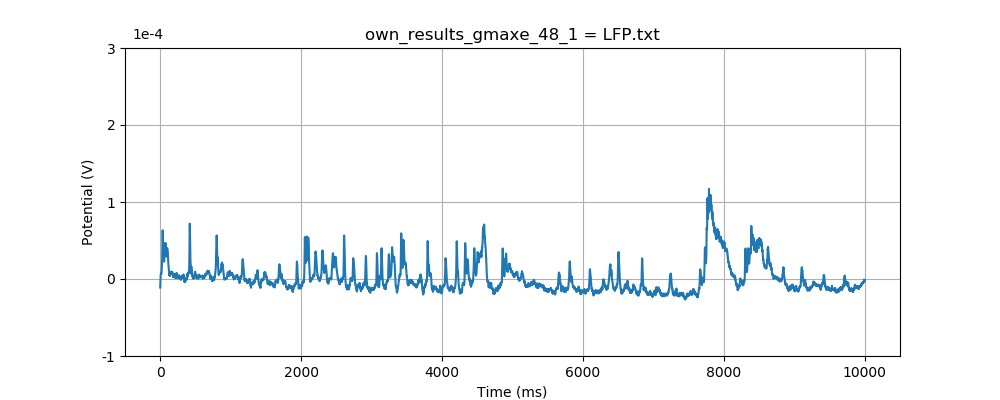 own_results_gmaxe_48_1 = LFP.txt
1e-4
3
2
1
0
-1
Potential (V)
0 2000 4000 6000 8000 10000
Time (ms)